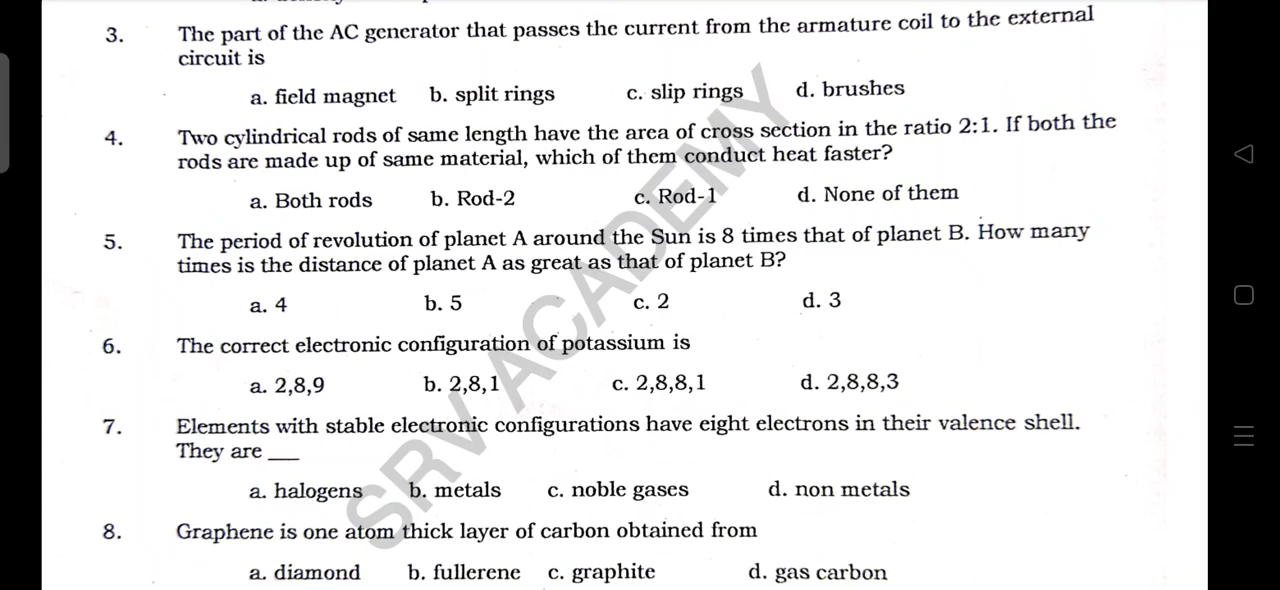 3. The part of the AC generator that passes the current from the armature coil to the external
circuit is
a. field magnet b. split rings c. slip rings d. brushes
4. Two cylindrical rods of same length have the area of cross section in the ratio 2:1. If both the
rods are made up of same material, which of them conduct heat faster?
a. Both rods b. Rod-2 c. Rod-1 d. None of them
5. The period of revolution of planet A around the Sun is 8 times that of planet B. How many
times is the distance of planet A as great as that of planet B?
a. 4 b. 5 c. 2 d. 3
6. The correct electronic configuration of potassium is
a. 2,8,9 b. 2,8,1 c. 2,8,8,1 d. 2,8,8,3
7. Elements with stable electronic configurations have eight electrons in their valence shell.
They are ___
a. halogens b. metals c. noble gases d. non metals
8. Graphene is one atom thick layer of carbon obtained from
a. diamond b. fullerene c. graphite d. gas carbon
SRV ACADEMY